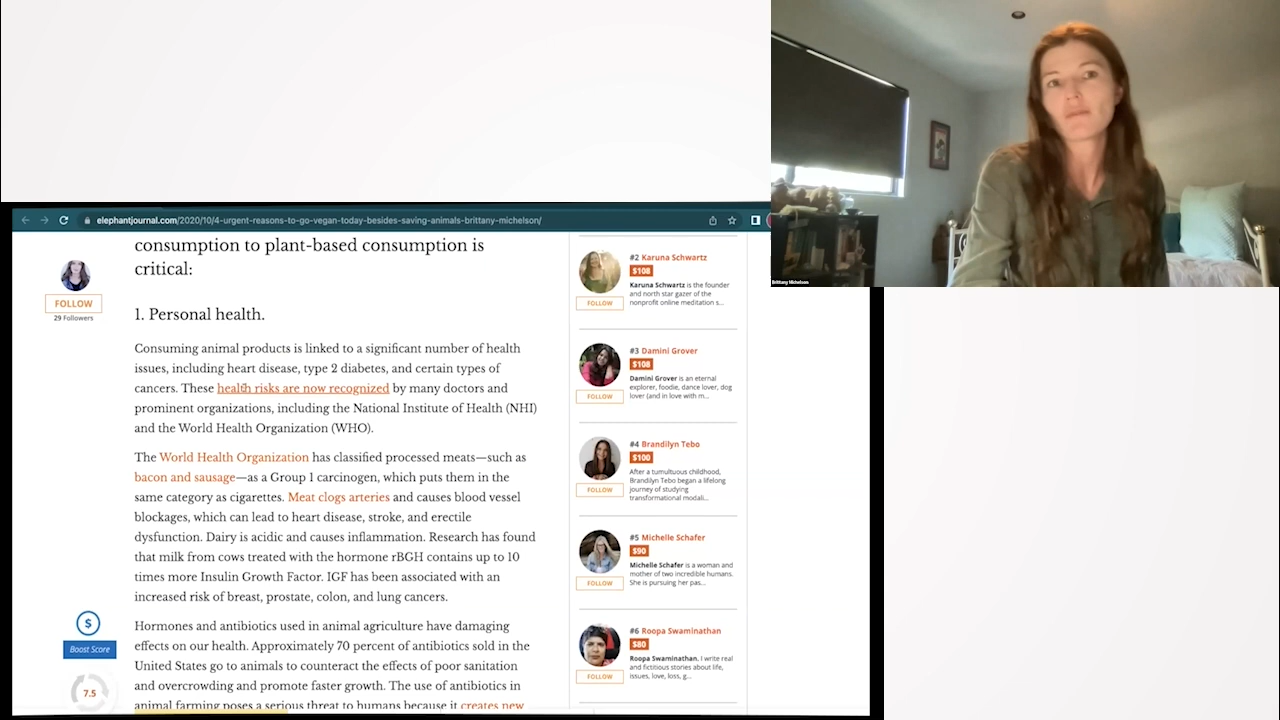 elephantjournal.com/2020/10/4-urgent-reasons-to-go-vegan-today-besides-saving-animals-brittany-michelson/
Brittany Michelson
FOLLOW
29 Followers
consumption to plant-based consumption is
critical:
1. Personal health.
Consuming animal products is linked to a significant number of health
issues, including heart disease, type 2 diabetes, and certain types of
cancers. These health risks are now recognized by many doctors and
prominent organizations, including the National Institute of Health (NHI)
and the World Health Organization (WHO).
The World Health Organization has classified processed meats—such as
bacon and sausage—as a Group 1 carcinogen, which puts them in the
same category as cigarettes. Meat clogs arteries and causes blood vessel
blockages, which can lead to heart disease, stroke, and erectile
dysfunction. Dairy is acidic and causes inflammation. Research has found
that milk from cows treated with the hormone rBGH contains up to 10
times more Insulin Growth Factor. IGF has been associated with an
increased risk of breast, prostate, colon, and lung cancers.
Hormones and antibiotics used in animal agriculture have damaging
effects on our health. Approximately 70 percent of antibiotics sold in the
United States go to animals to counteract the effects of poor sanitation
and overcrowding and promote faster growth. The use of antibiotics in
animal farming poses a serious threat to humans because it creates new
$
Boost Score
7.5
#2 Karuna Schwartz
$108
Karuna Schwartz is the founder
and north star gazer of the
nonprofit online meditation s...
FOLLOW
#3 Damini Grover
$108
Damini Grover is an eternal
explorer, foodie, dance lover, dog
lover (and in love with m...
FOLLOW
#4 Brandilyn Tebo
$100
After a tumultuous childhood,
Brandilyn Tebo began a lifelong
journey of studying
transformational modali...
FOLLOW
#5 Michelle Schafer
$90
Michelle Schafer is a woman and
mother of two incredible humans.
She is pursuing her pas...
FOLLOW
#6 Roopa Swaminathan
$80
Roopa Swaminathan. I write real
and fictitious stories about life,
issues, love, loss, g...
FOLLOW